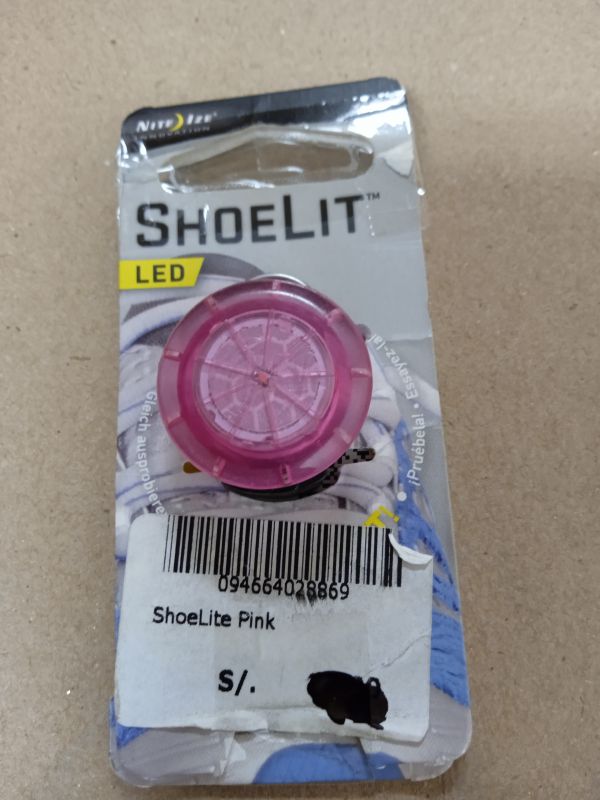 NITE IZE®
INNOVATION
SHOELIT™
LED
Gleich ausprobieren
¡Pruébela! • Essayez-la!
094664028869
ShoeLite Pink
S/.